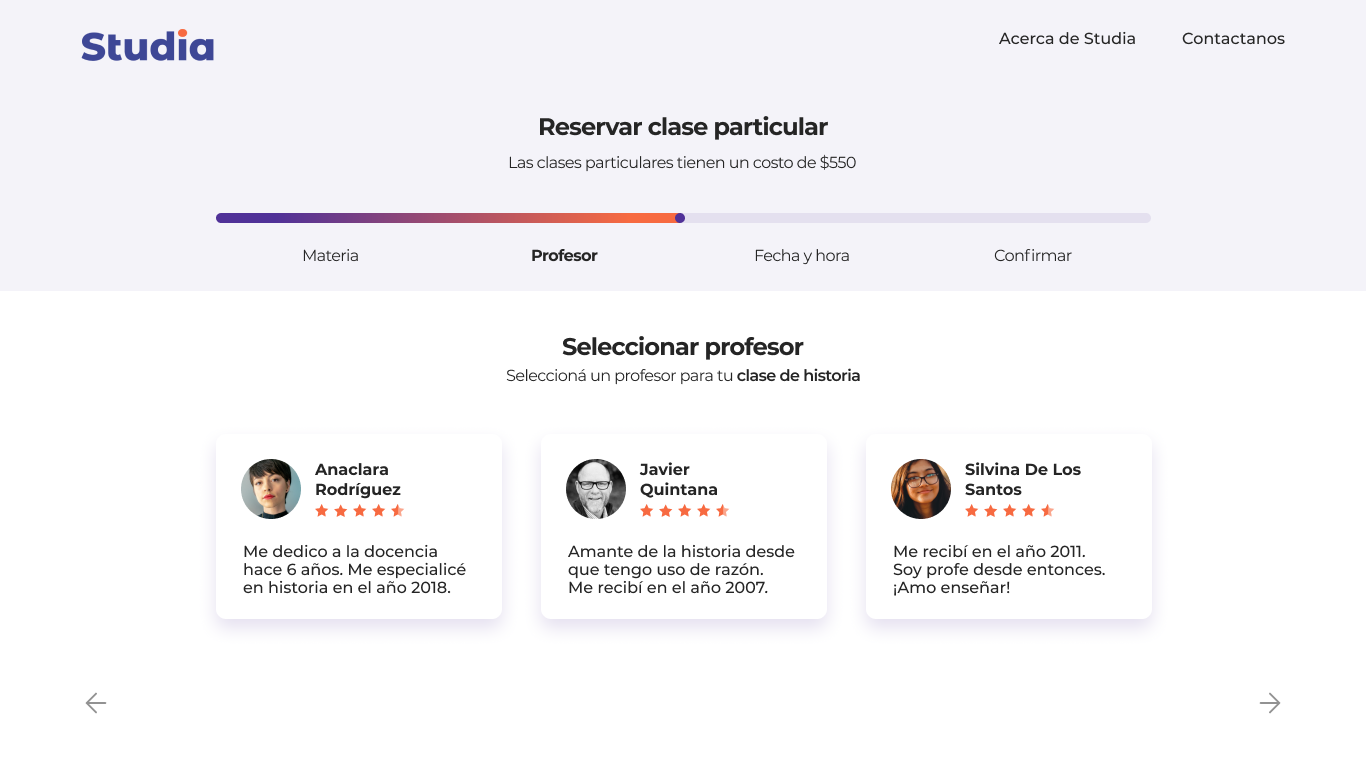 Studia
Acerca de Studia
Contactanos
Reservar clase particular
Las clases particulares tienen un costo de $550
Materia
Profesor
Fecha y hora
Confirmar
Seleccionar profesor
Seleccioná un profesor para tu clase de historia
Anaclara
Rodríguez
Me dedico a la docencia
hace 6 años. Me especialicé
en historia en el año 2018.
Javier
Quintana
Amante de la historia desde
que tengo uso de razón.
Me recibí en el año 2007.
Silvina De Los
Santos
Me recibí en el año 2011.
Soy profe desde entonces.
¡Amo enseñar!